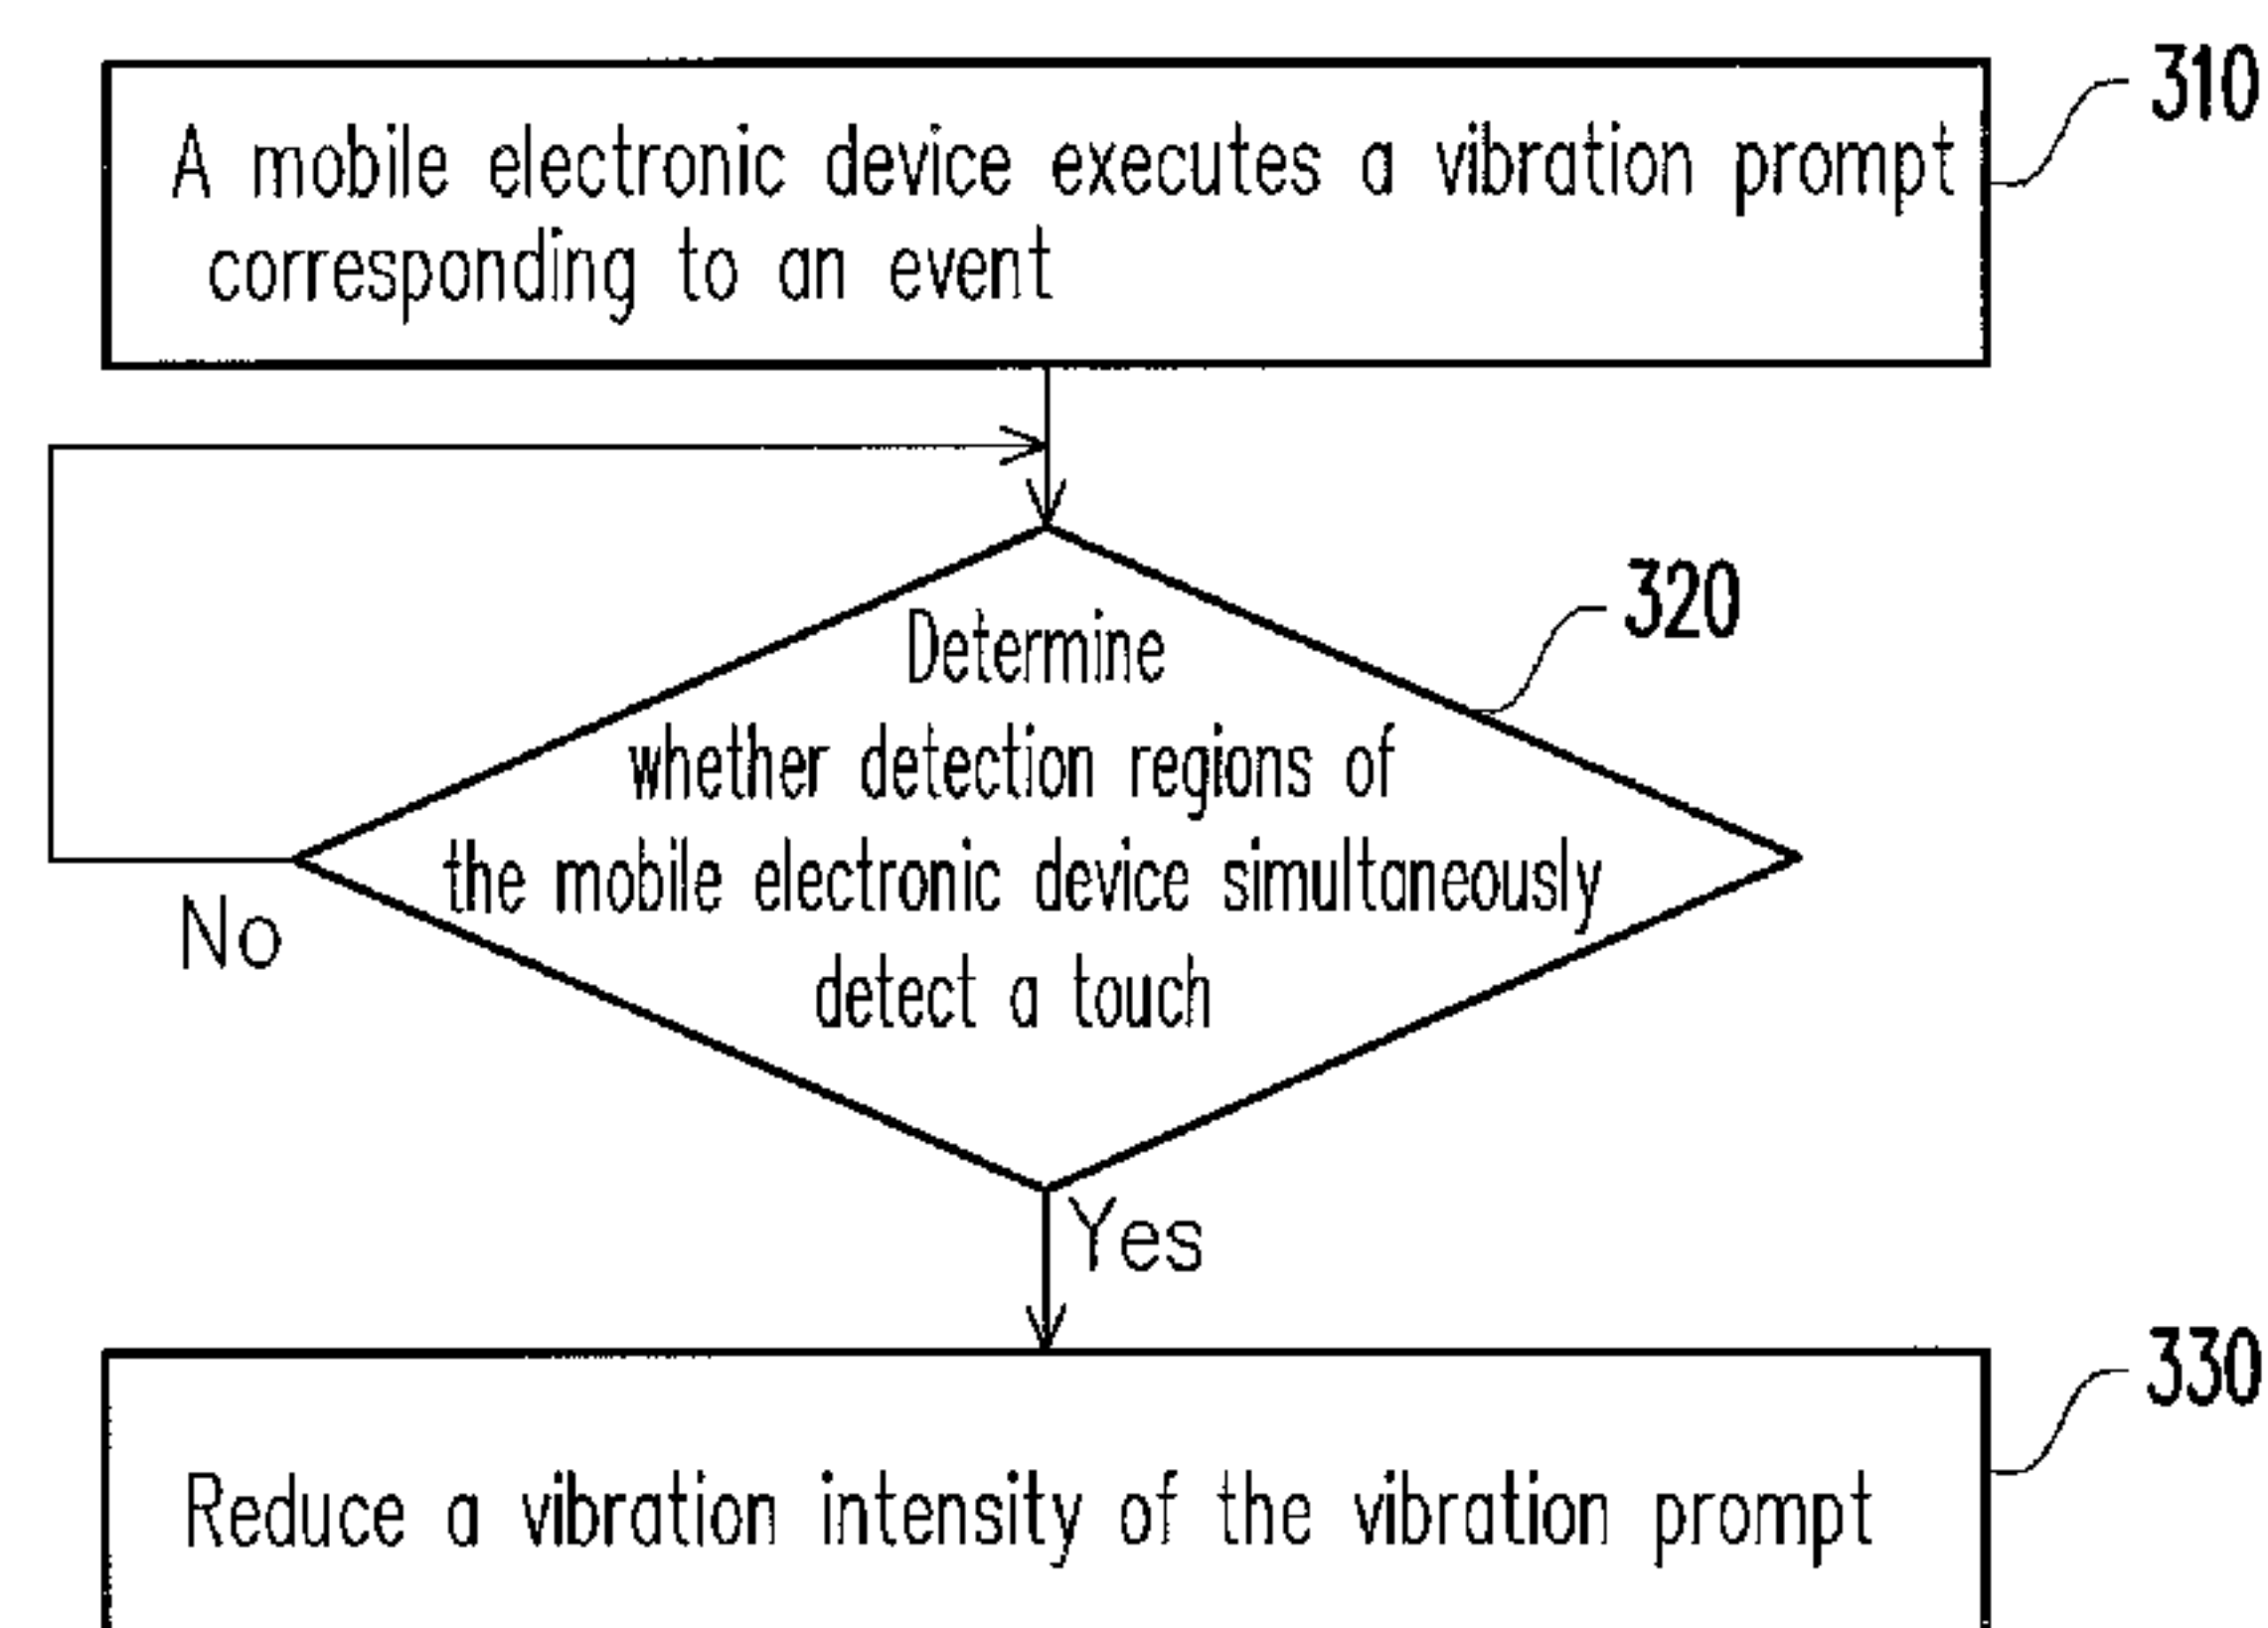 310
A mobile electronic device executes a vibration prompt
corresponding to an event
320
Determine
whether detection regions of
the mobile electronic device simultaneously
detect a touch
No
Yes
330
Reduce a vibration intensity of the vibration prompt